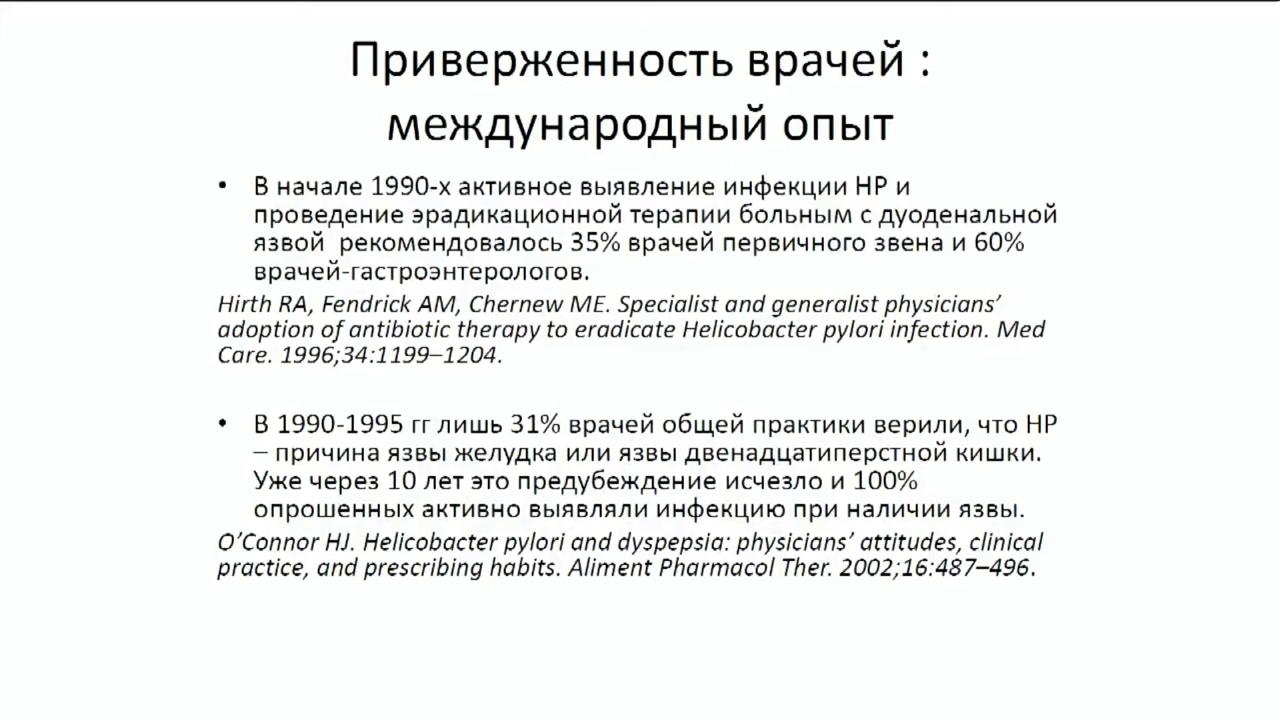 Приверженность врачей :
международный опыт
• В начале 1990-х активное выявление инфекции НР и
проведение эрадикационной терапии больным с дуоденальной
язвой  рекомендовалось 35% врачей первичного звена и 60%
врачей-гастроэнтерологов.
Hirth RA, Fendrick AM, Chernew ME. Specialist and generalist physicians’
adoption of antibiotic therapy to eradicate Helicobacter pylori infection. Med
Care. 1996;34:1199–1204.
• В 1990-1995 гг лишь 31% врачей общей практики верили, что НР
– причина язвы желудка или язвы двенадцатиперстной кишки.
Уже через 10 лет это предубеждение исчезло и 100%
опрошенных активно выявляли инфекцию при наличии язвы.
O’Connor HJ. Helicobacter pylori and dyspepsia: physicians’ attitudes, clinical
practice, and prescribing habits. Aliment Pharmacol Ther. 2002;16:487–496.